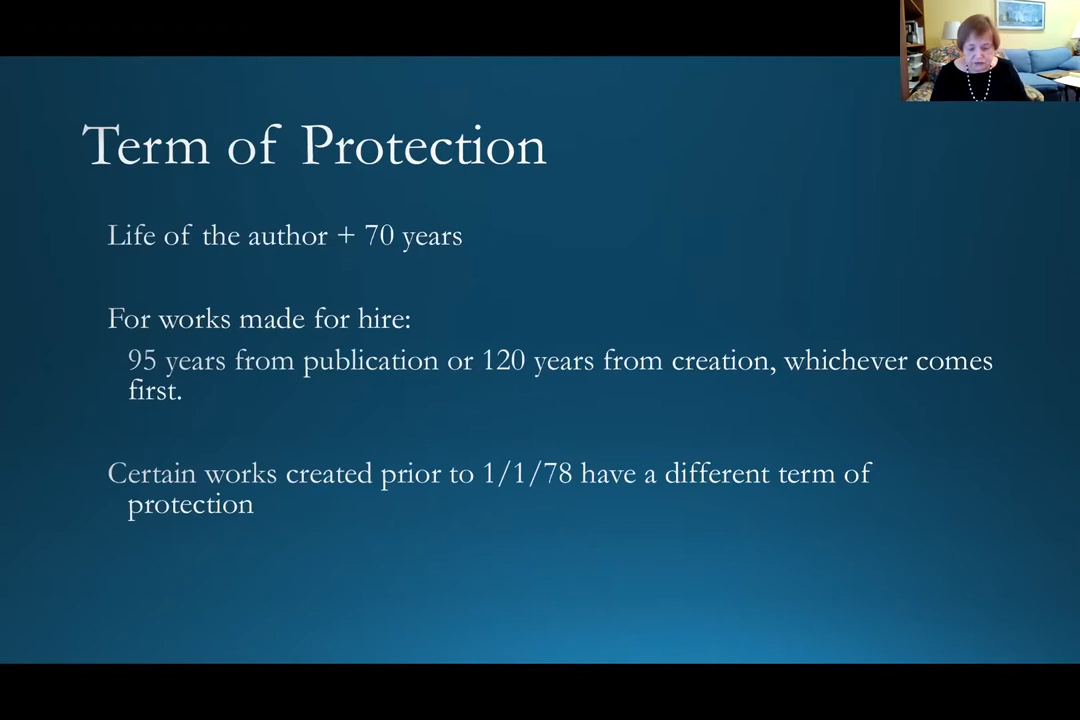 Term of Protection
Life of the author + 70 years
For works made for hire:
95 years from publication or 120 years from creation, whichever comes
first.
Certain works created prior to 1/1/78 have a different term of
protection